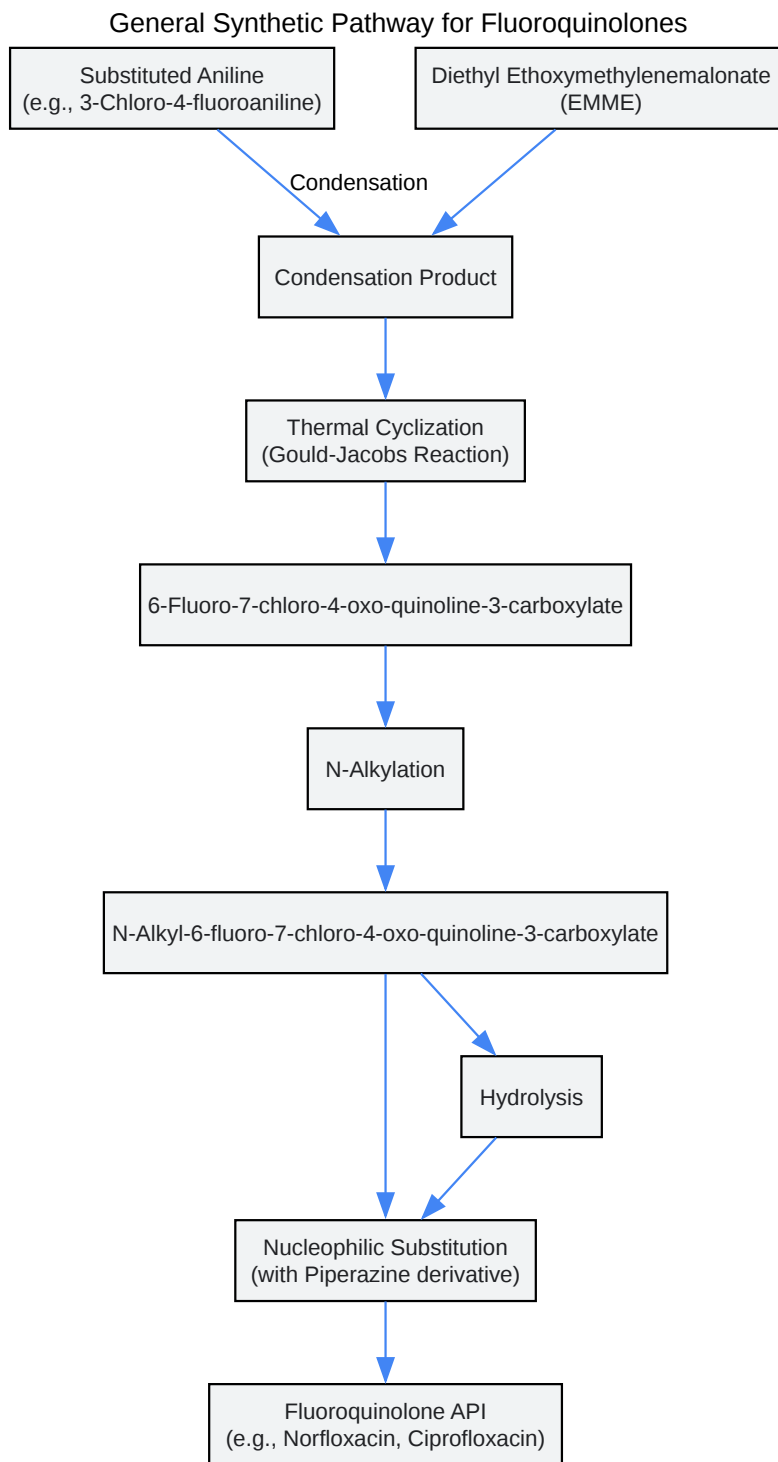 General Synthetic Pathway for Fluoroquinolones
Substituted Aniline
(e.g., 3-Chloro-4-fluoroaniline)
Diethyl Ethoxymethylenemalonate
(EMME)
Condensation
Condensation Product
Thermal Cyclization
(Gould-Jacobs Reaction)
6-Fluoro-7-chloro-4-oxo-quinoline-3-carboxylate
N-Alkylation
N-Alkyl-6-fluoro-7-chloro-4-oxo-quinoline-3-carboxylate
Hydrolysis
Nucleophilic Substitution
(with Piperazine derivative)
Fluoroquinolone API
(e.g., Norfloxacin, Ciprofloxacin)